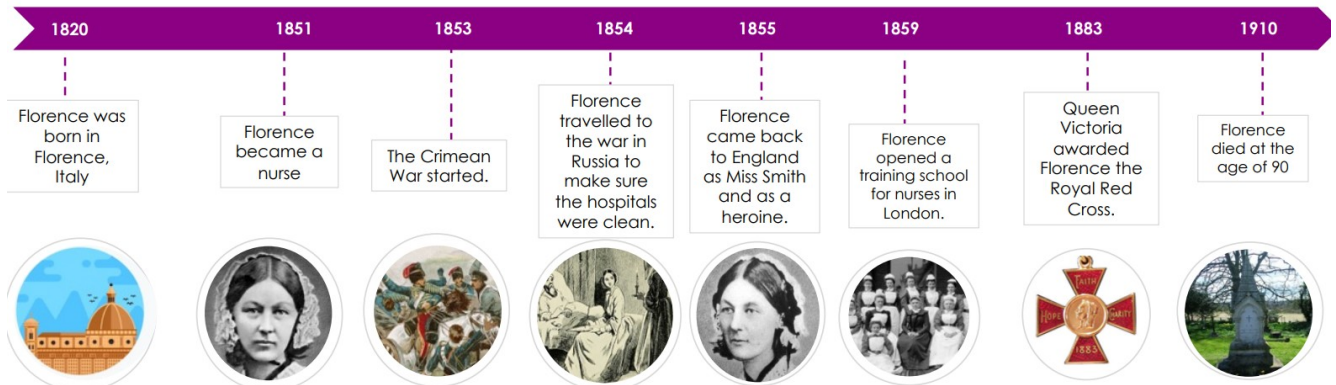 1820
1851
1853
1854
1855
1859
1883
1910
Florence was
born in
Florence,
Italy
Florence
became a
nurse
The Crimean
War started.
Florence
travelled to
the war in
Russia to
make sure
the hospitals
were clean.
Florence
came back
to England
as Miss Smith
and as a
heroine.
Florence
opened a
training school
for nurses in
London.
Queen
Victoria
awarded
Florence the
Royal Red
Cross.
Florence
died at the
age of 90
FAITH
HOPE
CHARITY
1883